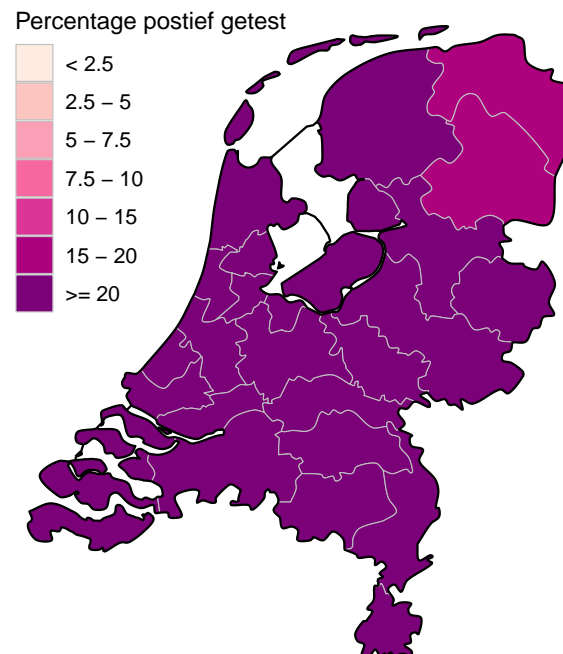 Percentage postief getest
< 2.5
2.5 – 5
5 – 7.5
7.5 – 10
10 – 15
15 – 20
>= 20